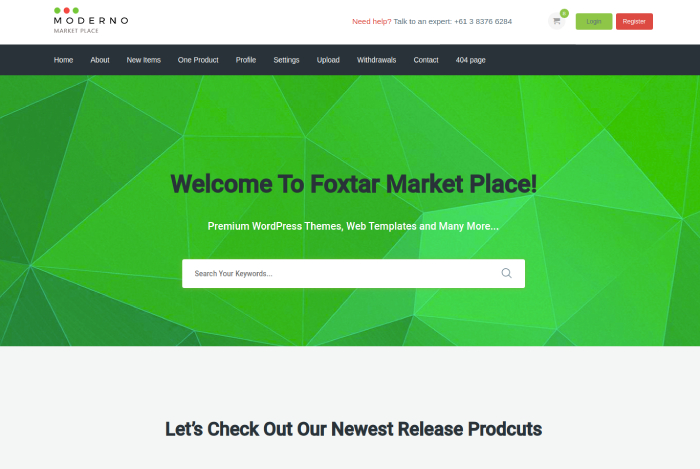 MODERNO
MARKET PLACE
Need help? Talk to an expert: +61 3 8376 6284
Login
Register
Home About New Items One Product Profile Settings Upload Withdrawals Contact 404 page
Welcome To Foxtar Market Place!
Premium WordPress Themes, Web Templates and Many More...
Search Your Keywords...
Let's Check Out Our Newest Release Prodcuts